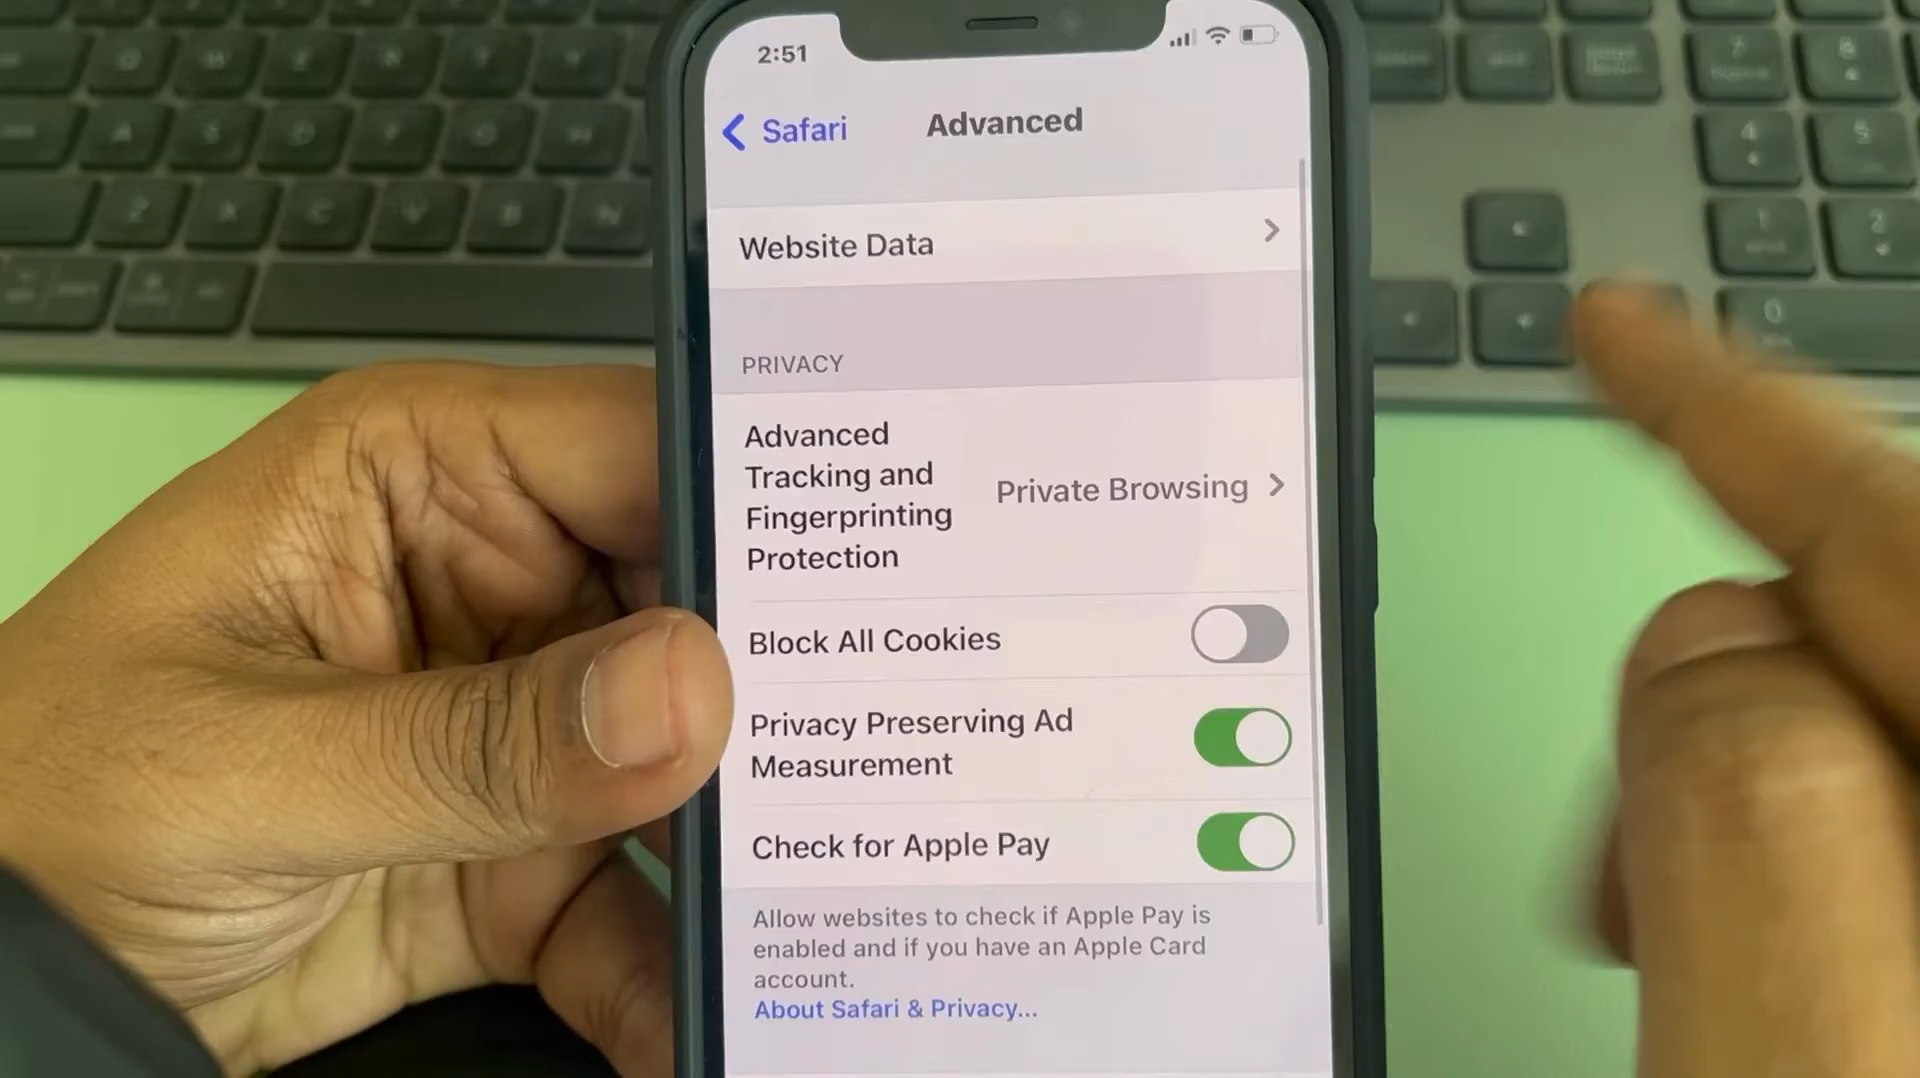 2:51
Safari
Advanced
Website Data
PRIVACY
Advanced
Tracking and
Fingerprinting
Protection
Private Browsing
Block All Cookies
Privacy Preserving Ad
Measurement
Check for Apple Pay
Allow websites to check if Apple Pay is
enabled and if you have an Apple Card
account.
About Safari & Privacy...